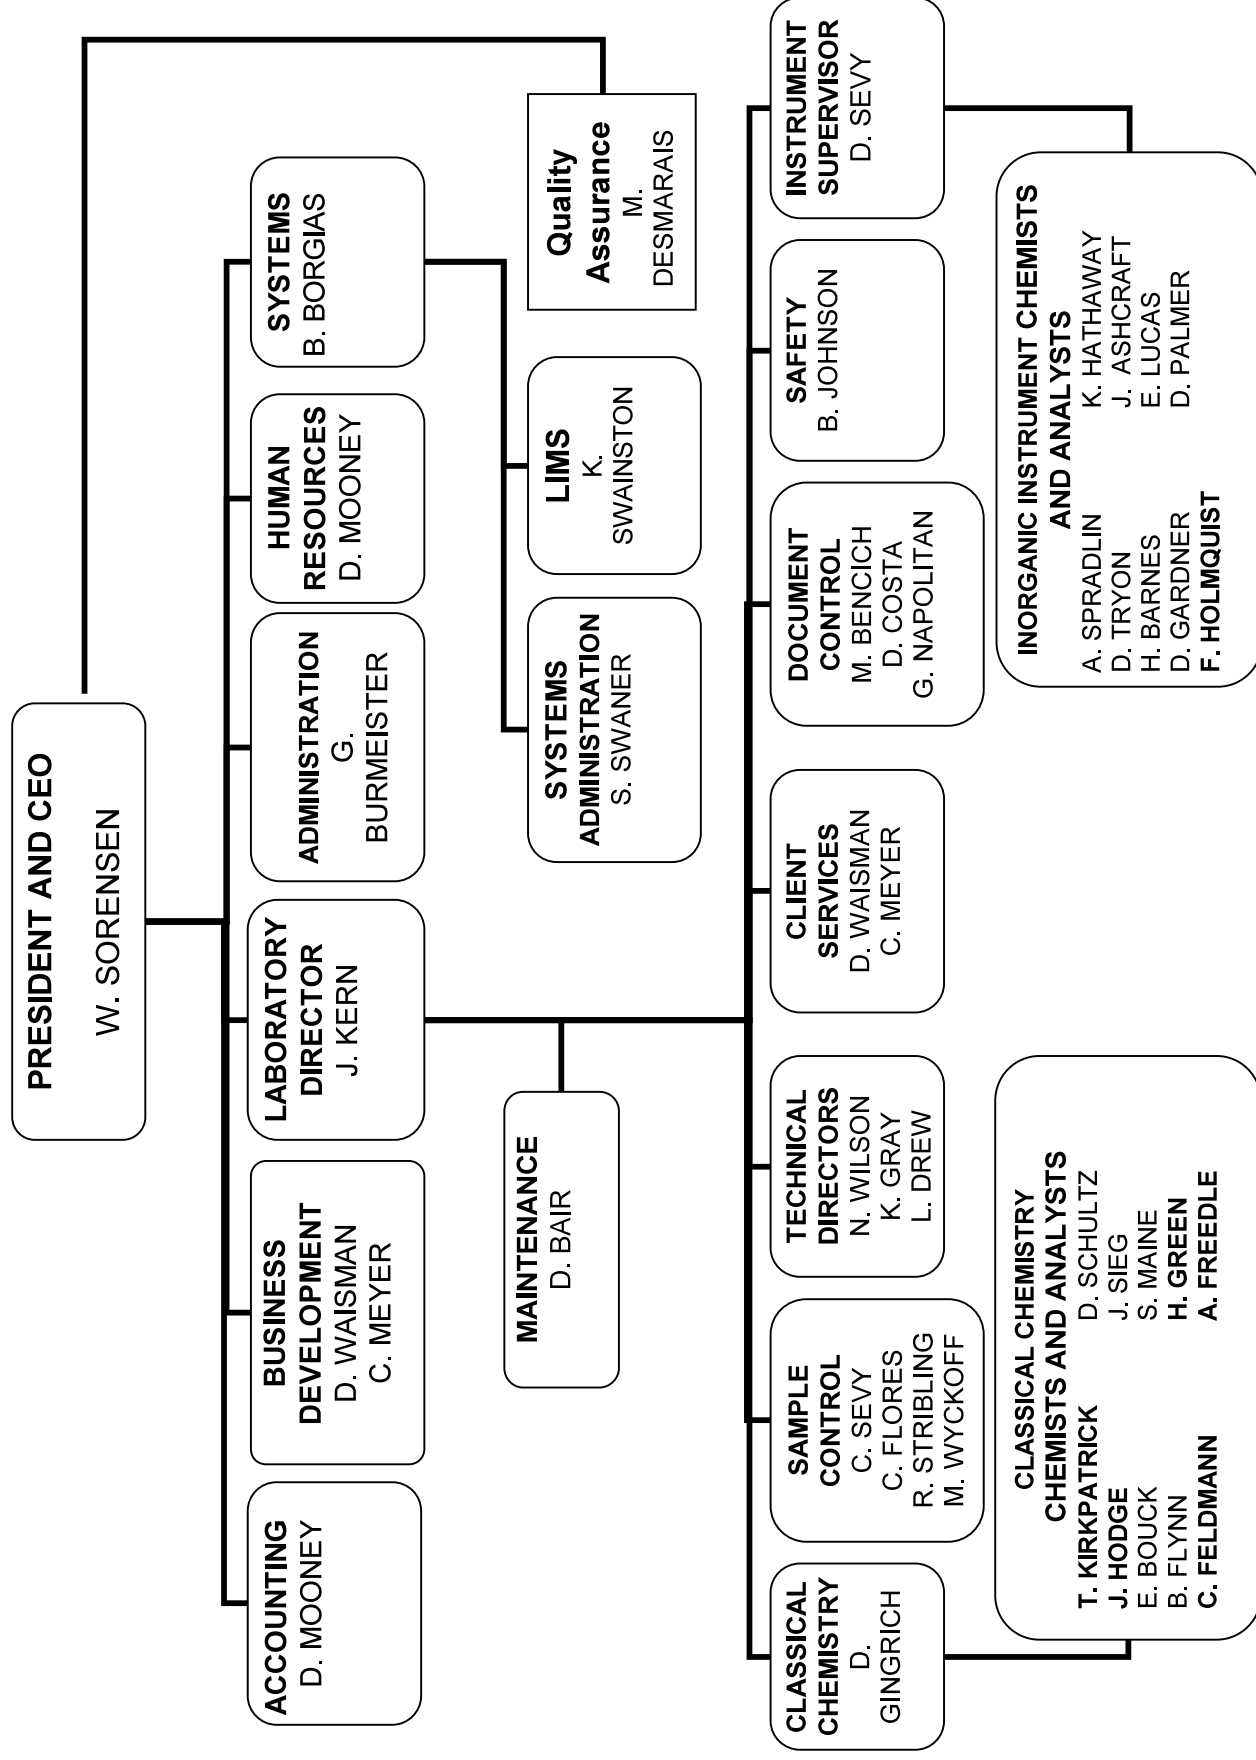 PRESIDENT AND CEO
W. SORENSEN
ACCOUNTING
D. MOONEY
BUSINESS
DEVELOPMENT
D. WAISMAN
C. MEYER
LABORATORY
DIRECTOR
J. KERN
ADMINISTRATION
G.
BURMEISTER
HUMAN
RESOURCES
D. MOONEY
SYSTEMS
B. BORGIAS
MAINTENANCE
D. BAIR
SYSTEMS
ADMINISTRATION
S. SWANER
LIMS
K.
SWAINSTON
Quality
Assurance
M.
DESMARAIS
CLASSICAL
CHEMISTRY
D.
GINGRICH
SAMPLE
CONTROL
C. SEVY
C. FLORES
R. STRIBLING
M. WYCKOFF
TECHNICAL
DIRECTORS
N. WILSON
K. GRAY
L. DREW
CLIENT
SERVICES
D. WAISMAN
C. MEYER
DOCUMENT
CONTROL
M. BENCICH
D. COSTA
G. NAPOLITAN
SAFETY
B. JOHNSON
INSTRUMENT
SUPERVISOR
D. SEVY
CLASSICAL CHEMISTRY
CHEMISTS AND ANALYSTS
T. KIRKPATRICK D. SCHULTZ
J. HODGE J. SIEG
E. BOUCK S. MAINE
B. FLYNN H. GREEN
C. FELDMANN A. FREEDLE
INORGANIC INSTRUMENT CHEMISTS
AND ANALYSTS
A. SPRADLIN K. HATHAWAY
D. TRYON J. ASHCRAFT
H. BARNES E. LUCAS
D. GARDNER D. PALMER
F. HOLMQUIST